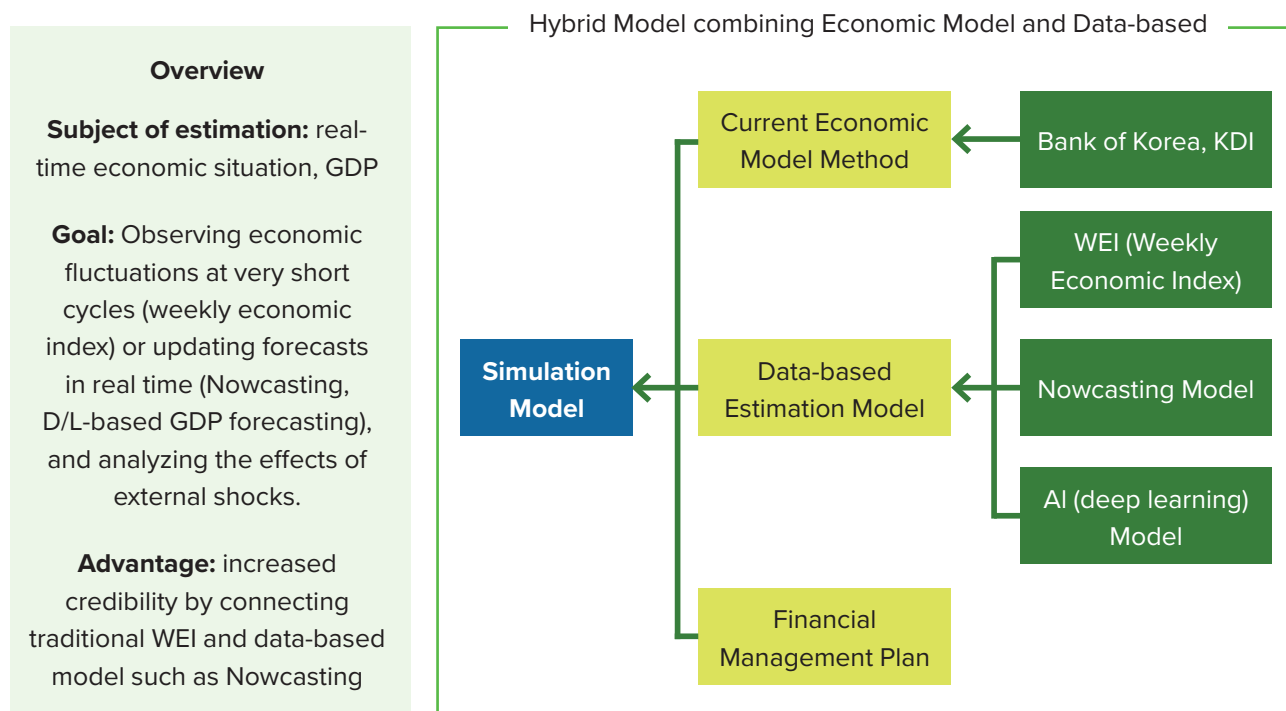 Overview
Subject of estimation: real-
time economic situation, GDP
Goal: Observing economic
fluctuations at very short
cycles (weekly economic
index) or updating forecasts
in real time (Nowcasting,
D/L-based GDP forecasting),
and analyzing the effects of
external shocks.
Advantage: increased
credibility by connecting
traditional WEI and data-based
model such as Nowcasting
Hybrid Model combining Economic Model and Data-based
Simulation
Model
Current Economic
Model Method
Data-based
Estimation Model
Financial
Management Plan
Bank of Korea, KDI
WEI (Weekly
Economic Index)
Nowcasting Model
AI (deep learning)
Model